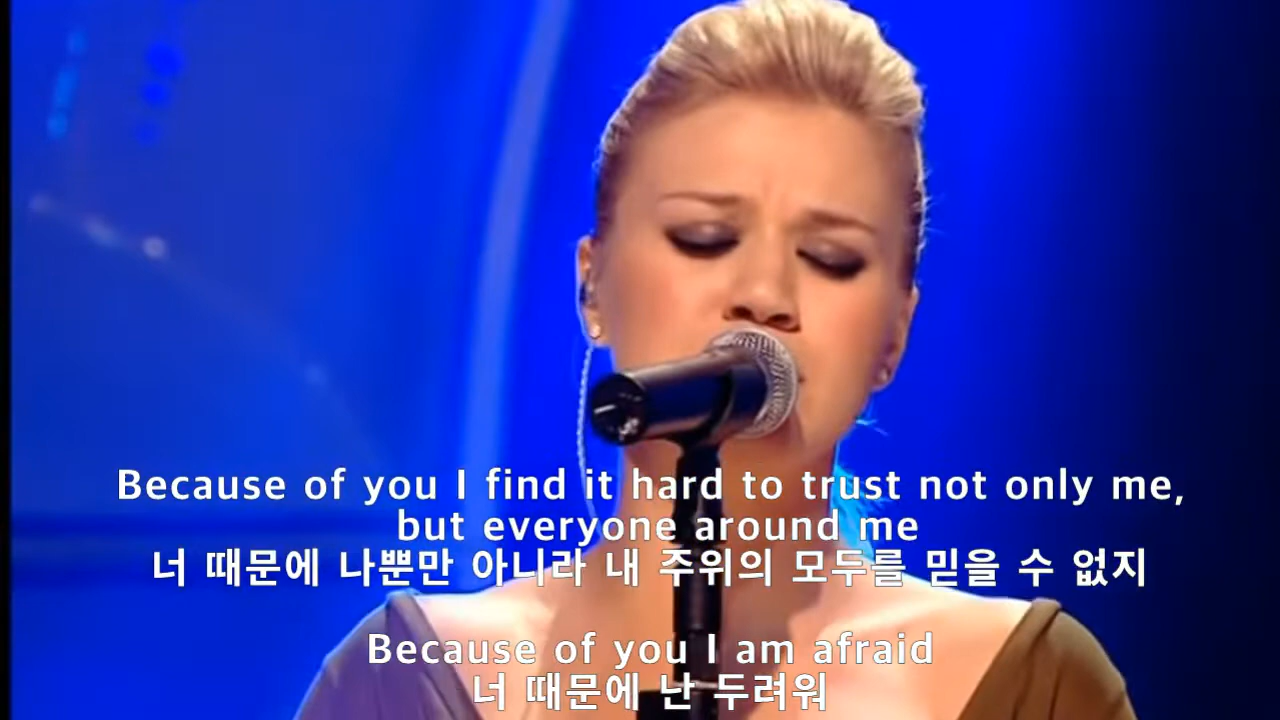 Because of you I find it hard to trust not only me,
but everyone around me
너 때문에 나뿐만 아니라 내 주위의 모두를 믿을 수 없지
Because of you I am afraid
너 때문에 난 두려워